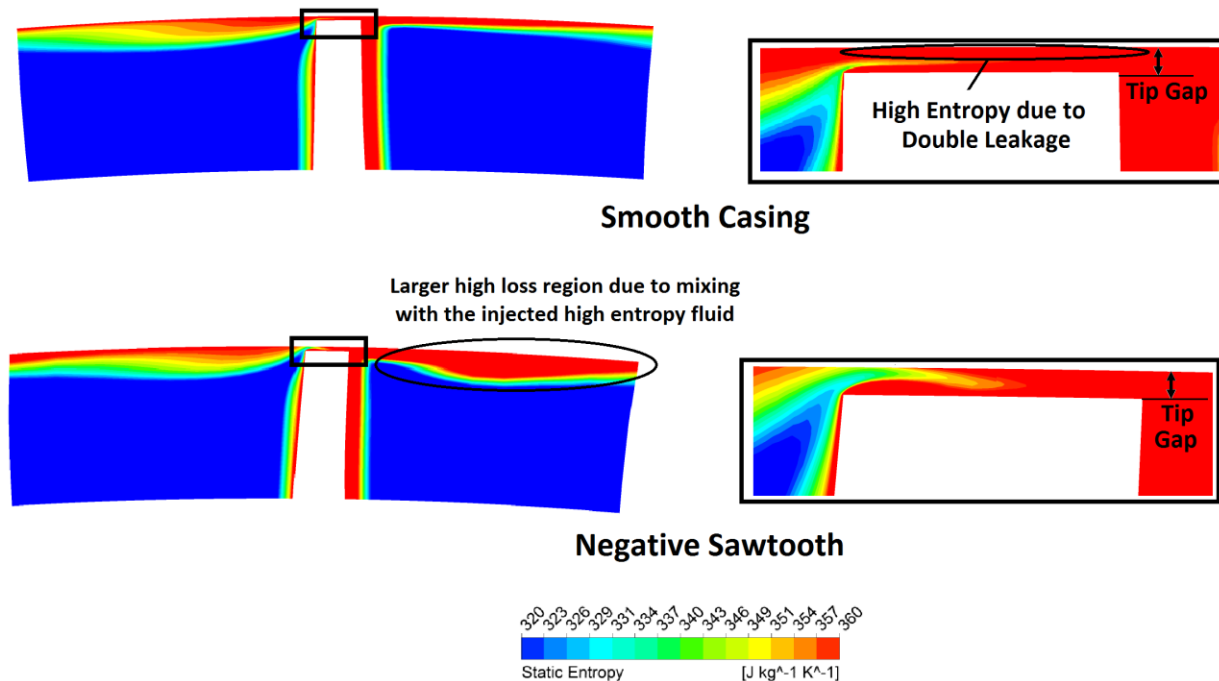 Tip Gap
High Entropy due to
Double Leakage
Smooth Casing
Larger high loss region due to mixing
with the injected high entropy fluid
Tip
Gap
Negative Sawtooth
320 323 326 329 331 334 337 340 343 346 349 351 354 357 360
Static Entropy [J kg^-1 K^-1]